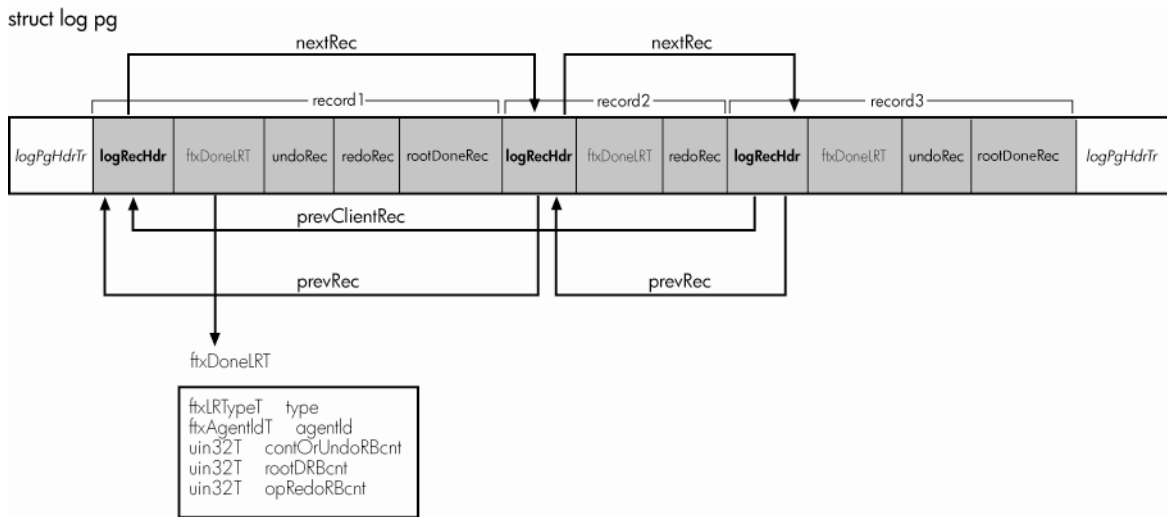 struct log pg
nextRec nextRec
record1 record2 record3
logPgHdrTr logRecHdr ftxDoneLRT undoRec redoRec rootDoneRec logRecHdr ftxDoneLRT redoRec logRecHdr ftxDoneLRT undoRec rootDoneRec logPgHdrTr
prevClientRec
prevRec prevRec
ftxDoneLRT
ftxLRTypeT type
ftxAgentIdT agentId
uin32T contOrUndoRBcnt
uin32T rootDRBcnt
uin32T opRedoRBcnt